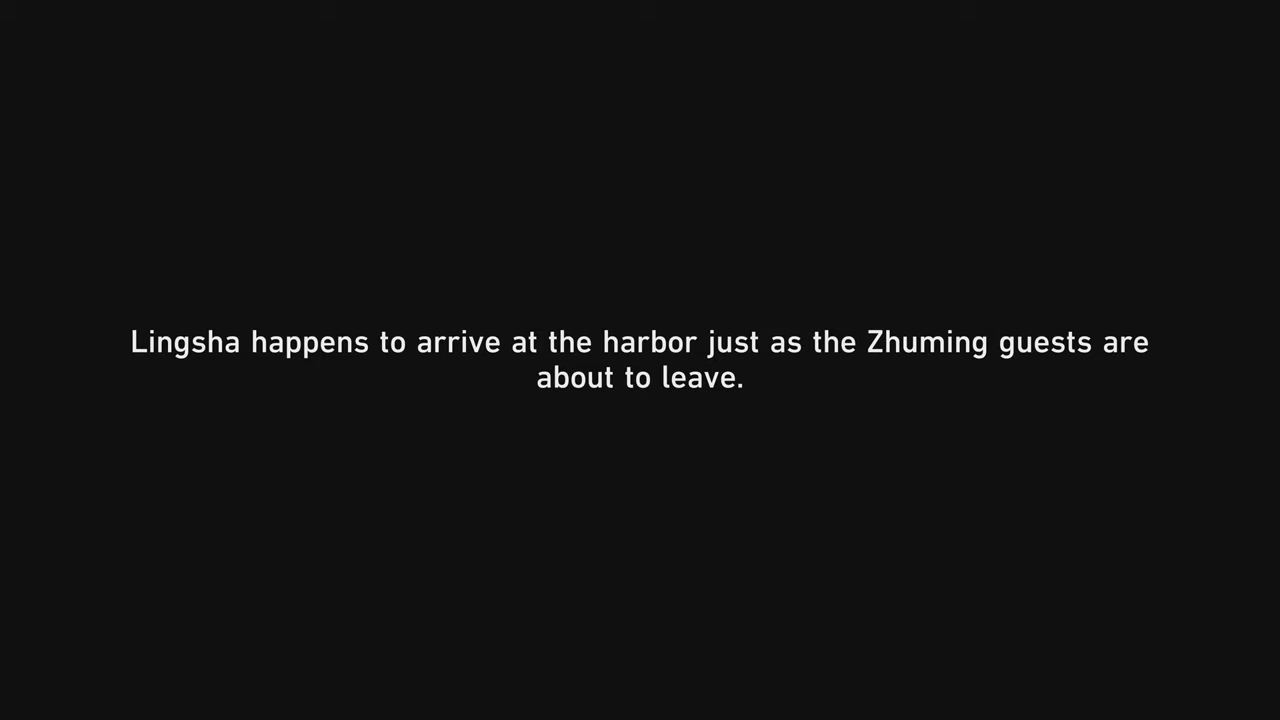 Lingsha happens to arrive at the harbor just as the Zhuming guests are
about to leave.